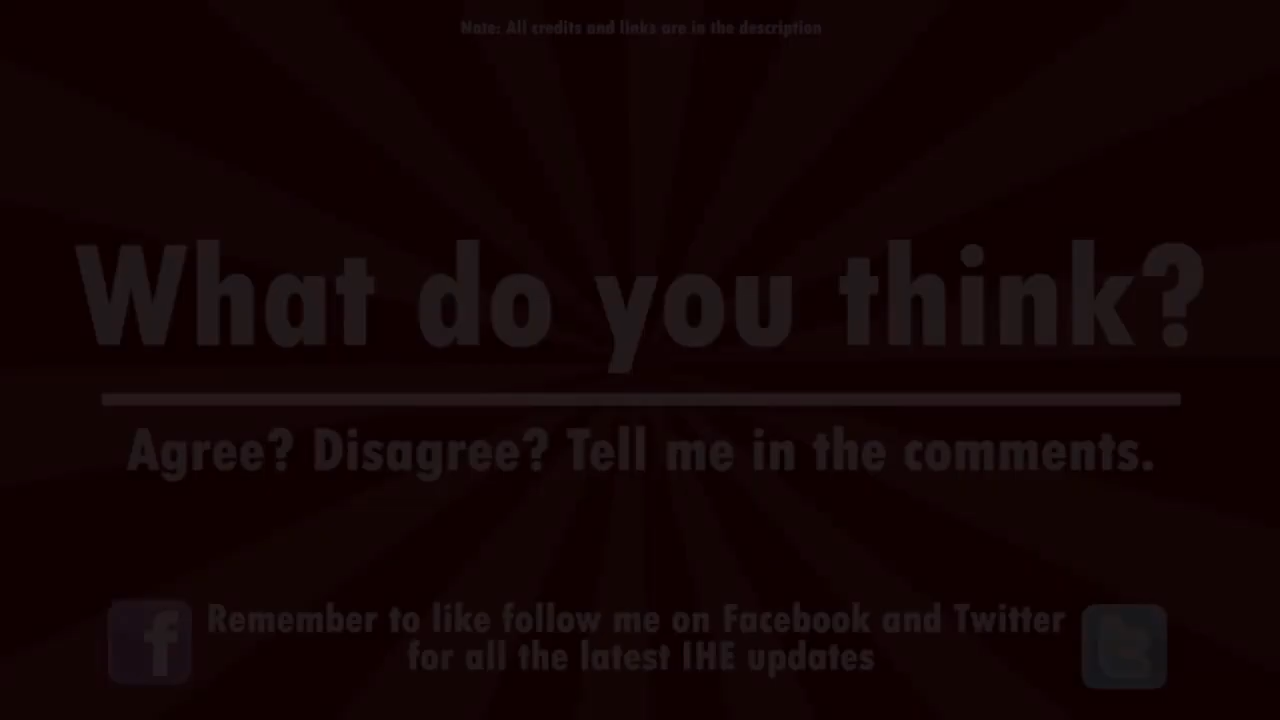 Note: All credits and links are in the description
What do you think?
Agree? Disagree? Tell me in the comments.
Remember to like follow me on Facebook and Twitter
for all the latest IHE updates